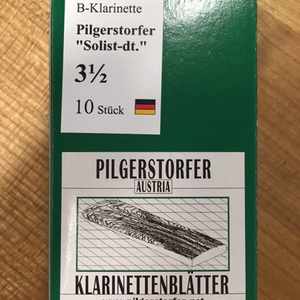 B-Klarinette
Pilgerstorfer
"Solist-dt."
3½
10 Stück
PILGERSTORFER
AUSTRIA
KLARINETTENBLÄTTER